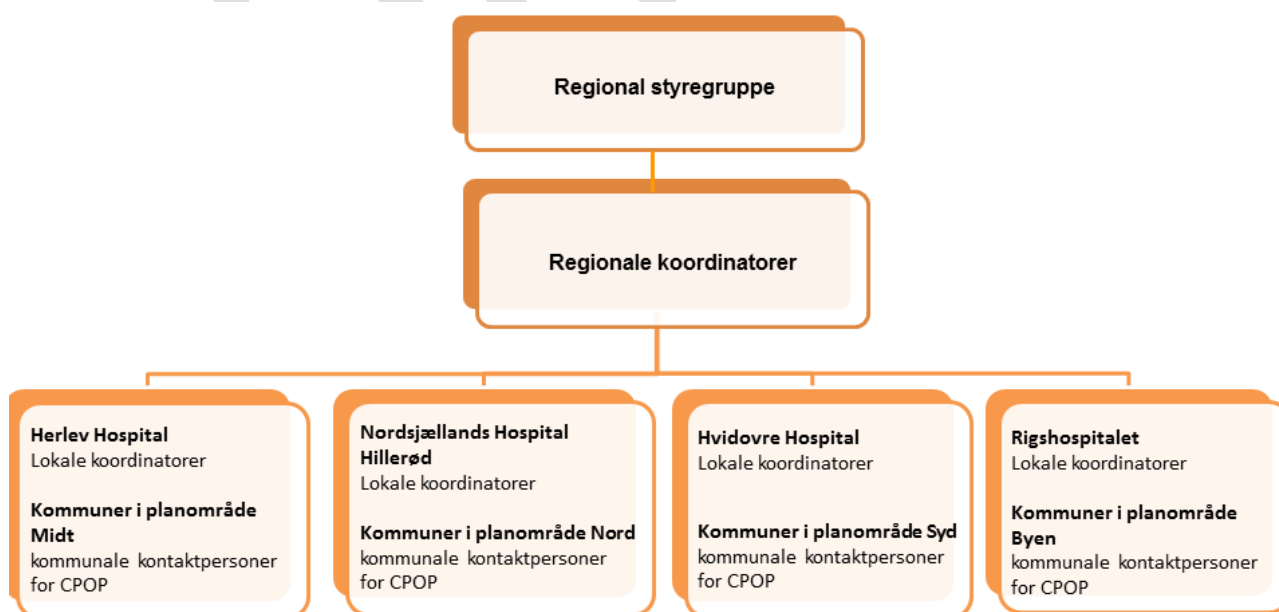 Regional styregruppe
Regionale koordinatorer
Herlev Hospital
Lokale koordinatorer
Kommuner i planområde
Midt
kommunale kontaktpersoner
for CPOP
Nordsjællands Hospital
Hillerød
Lokale koordinatorer
Kommuner i planområde Nord
kommunale kontaktpersoner
for CPOP
Hvidovre Hospital
Lokale koordinatorer
Kommuner i planområde Syd
kommunale kontaktpersoner
for CPOP
Rigshospitalet
Lokale koordinatorer
Kommuner i planområde
Byen
kommunale kontaktpersoner
for CPOP